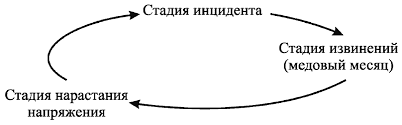 Стадия инцидента
Стадия извинений
(медовый месяц)
Стадия нарастания
напряжения